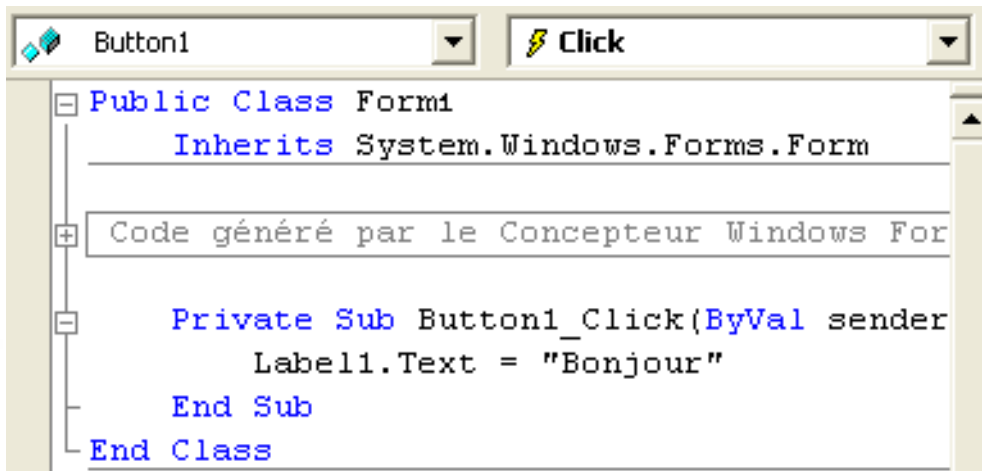 Button1
Click
Public Class Form1
Inherits System.Windows.Forms.Form
Code généré par le Concepteur Windows For
Private Sub Button1_Click(ByVal sender
Label1.Text = "Bonjour"
End Sub
End Class